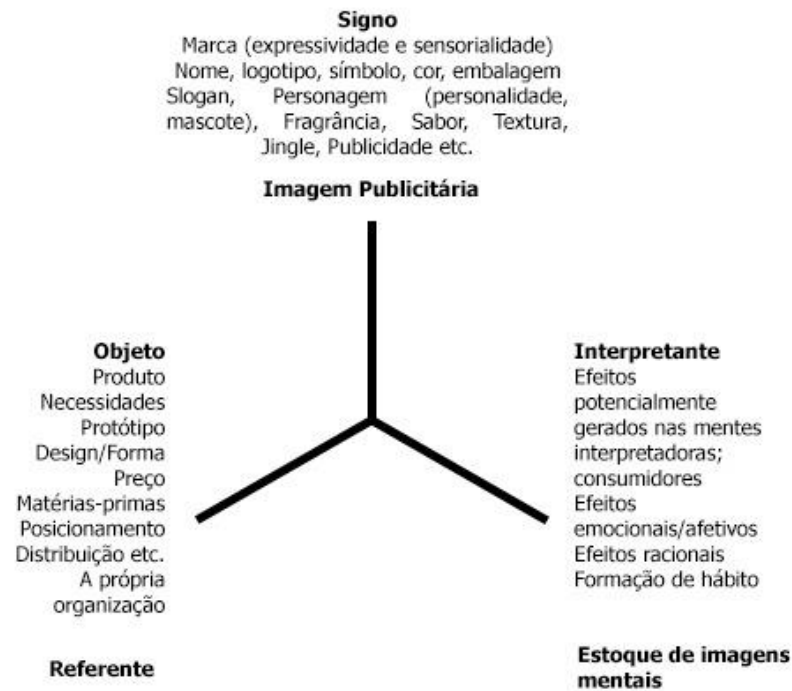 Signo
Marca (expressividade e sensorialidade)
Nome, logotipo, símbolo, cor, embalagem
Slogan, Personagem (personalidade,
mascote), Fragrância, Sabor, Textura,
Jingle, Publicidade etc.
Imagem Publicitária
Objeto
Produto
Necessidades
Protótipo
Design/Forma
Preço
Matérias-primas
Posicionamento
Distribuição etc.
A própria
organização
Referente
Interpretante
Efeitos
potencialmente
gerados nas mentes
interpretadoras;
consumidores
Efeitos
emocionais/afetivos
Efeitos racionais
Formação de hábito
Estoque de imagens
mentais